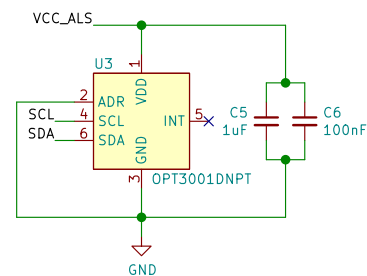 VCC_ALS
U3
1
VDD
2 ADR
SCL 4 SCL
INT 5
SDA 6 SDA
GND
3
OPT3001DNPT
C5
1uF
C6
100nF
GND